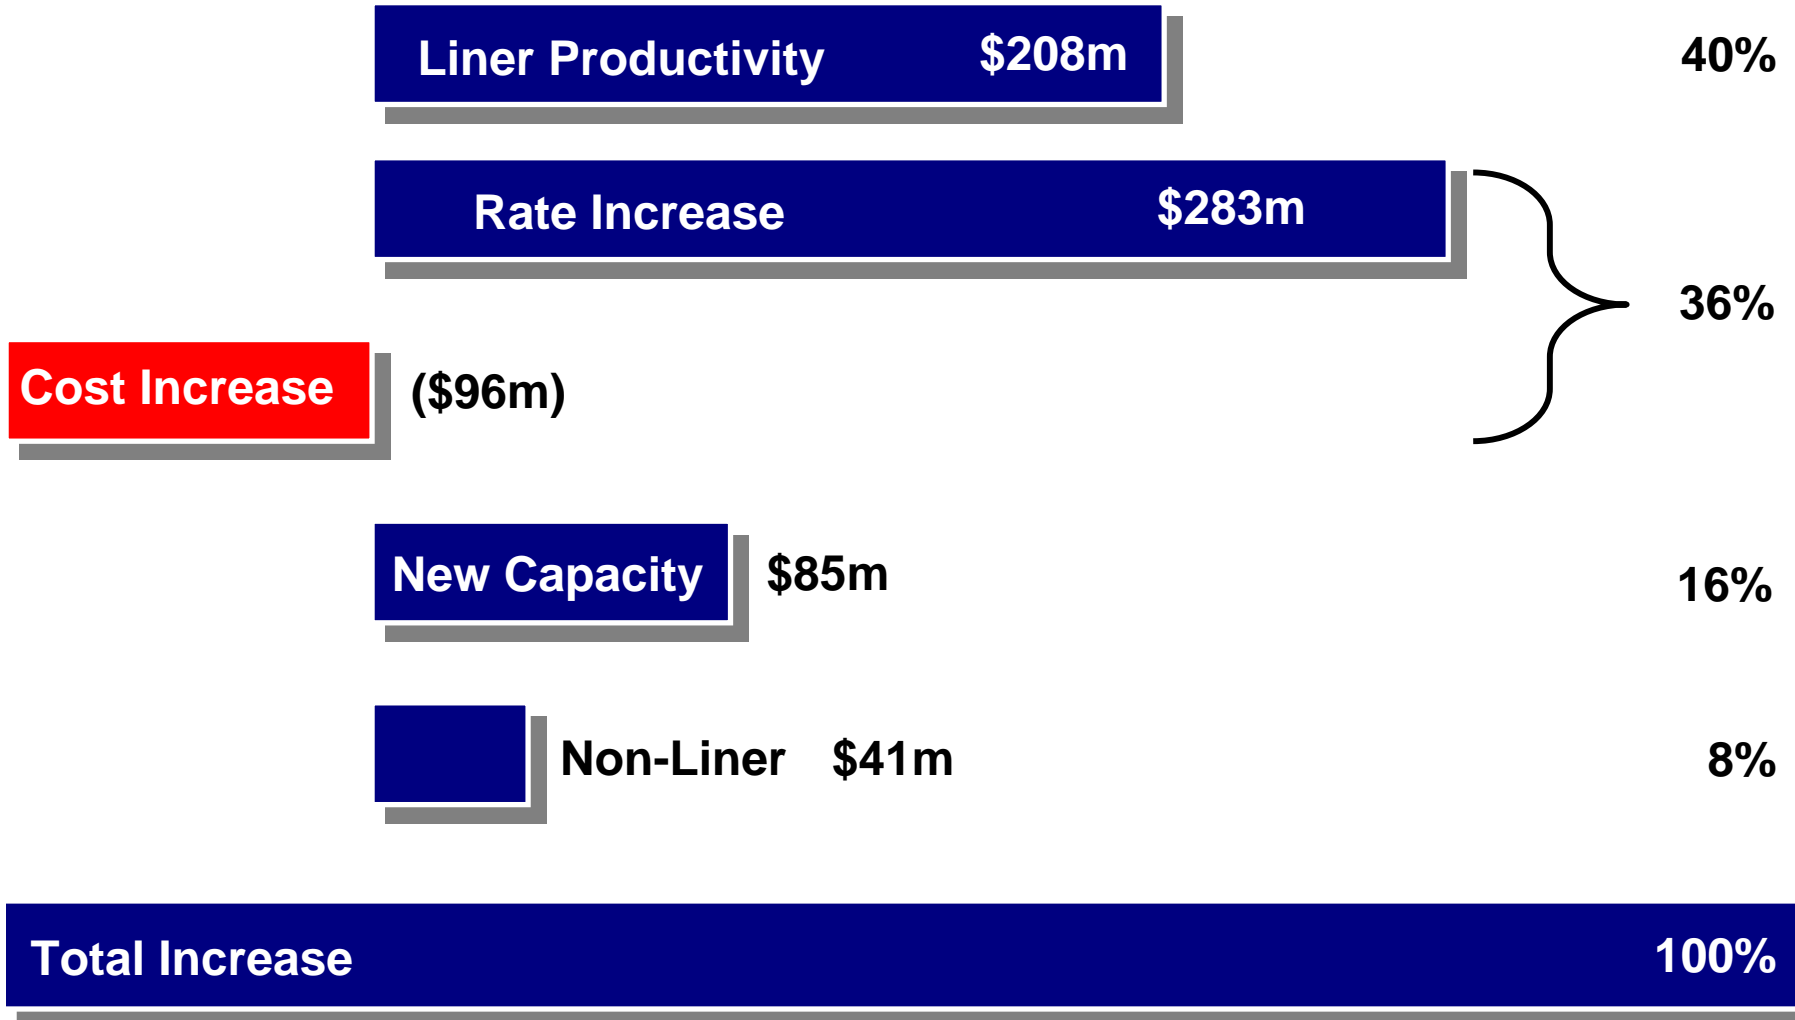 Liner Productivity $208m 40%
Rate Increase $283m
36%
Cost Increase ($96m)
New Capacity $85m 16%
Non-Liner $41m 8%
Total Increase 100%